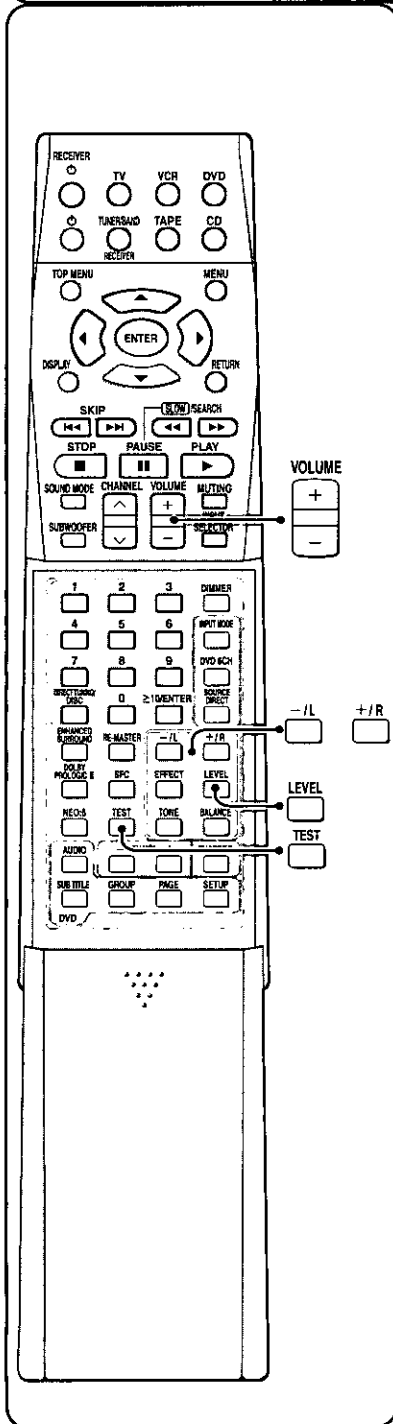 RECEIVER
TV VCR DVD
TUNER/BAND TAPE CD
RECEIVER
TOP MENU MENU
ENTER
DISPLAY RETURN
SKIP SLOW/SEARCH
STOP PAUSE PLAY
VOLUME
SOUND MODE CHANNEL VOLUME MUTING
+
+
SUBWOOFER − SELECTOR
−
1 2 3 DIMMER
4 5 6 INPUT MODE
7 8 9 DVD 6CH
DIRECT TUNING/ 0 ≥10/ENTER SOURCE
DISC DIRECT
ENHANCED RE-MASTER −/L +/R
SURROUND
−/L +/R
DOLBY SFC EFFECT LEVEL
PROLOGIC II
LEVEL
NEO:6 TEST TONE BALANCE
TEST
AUDIO
SUB TITLE GROUP PAGE SETUP
DVD